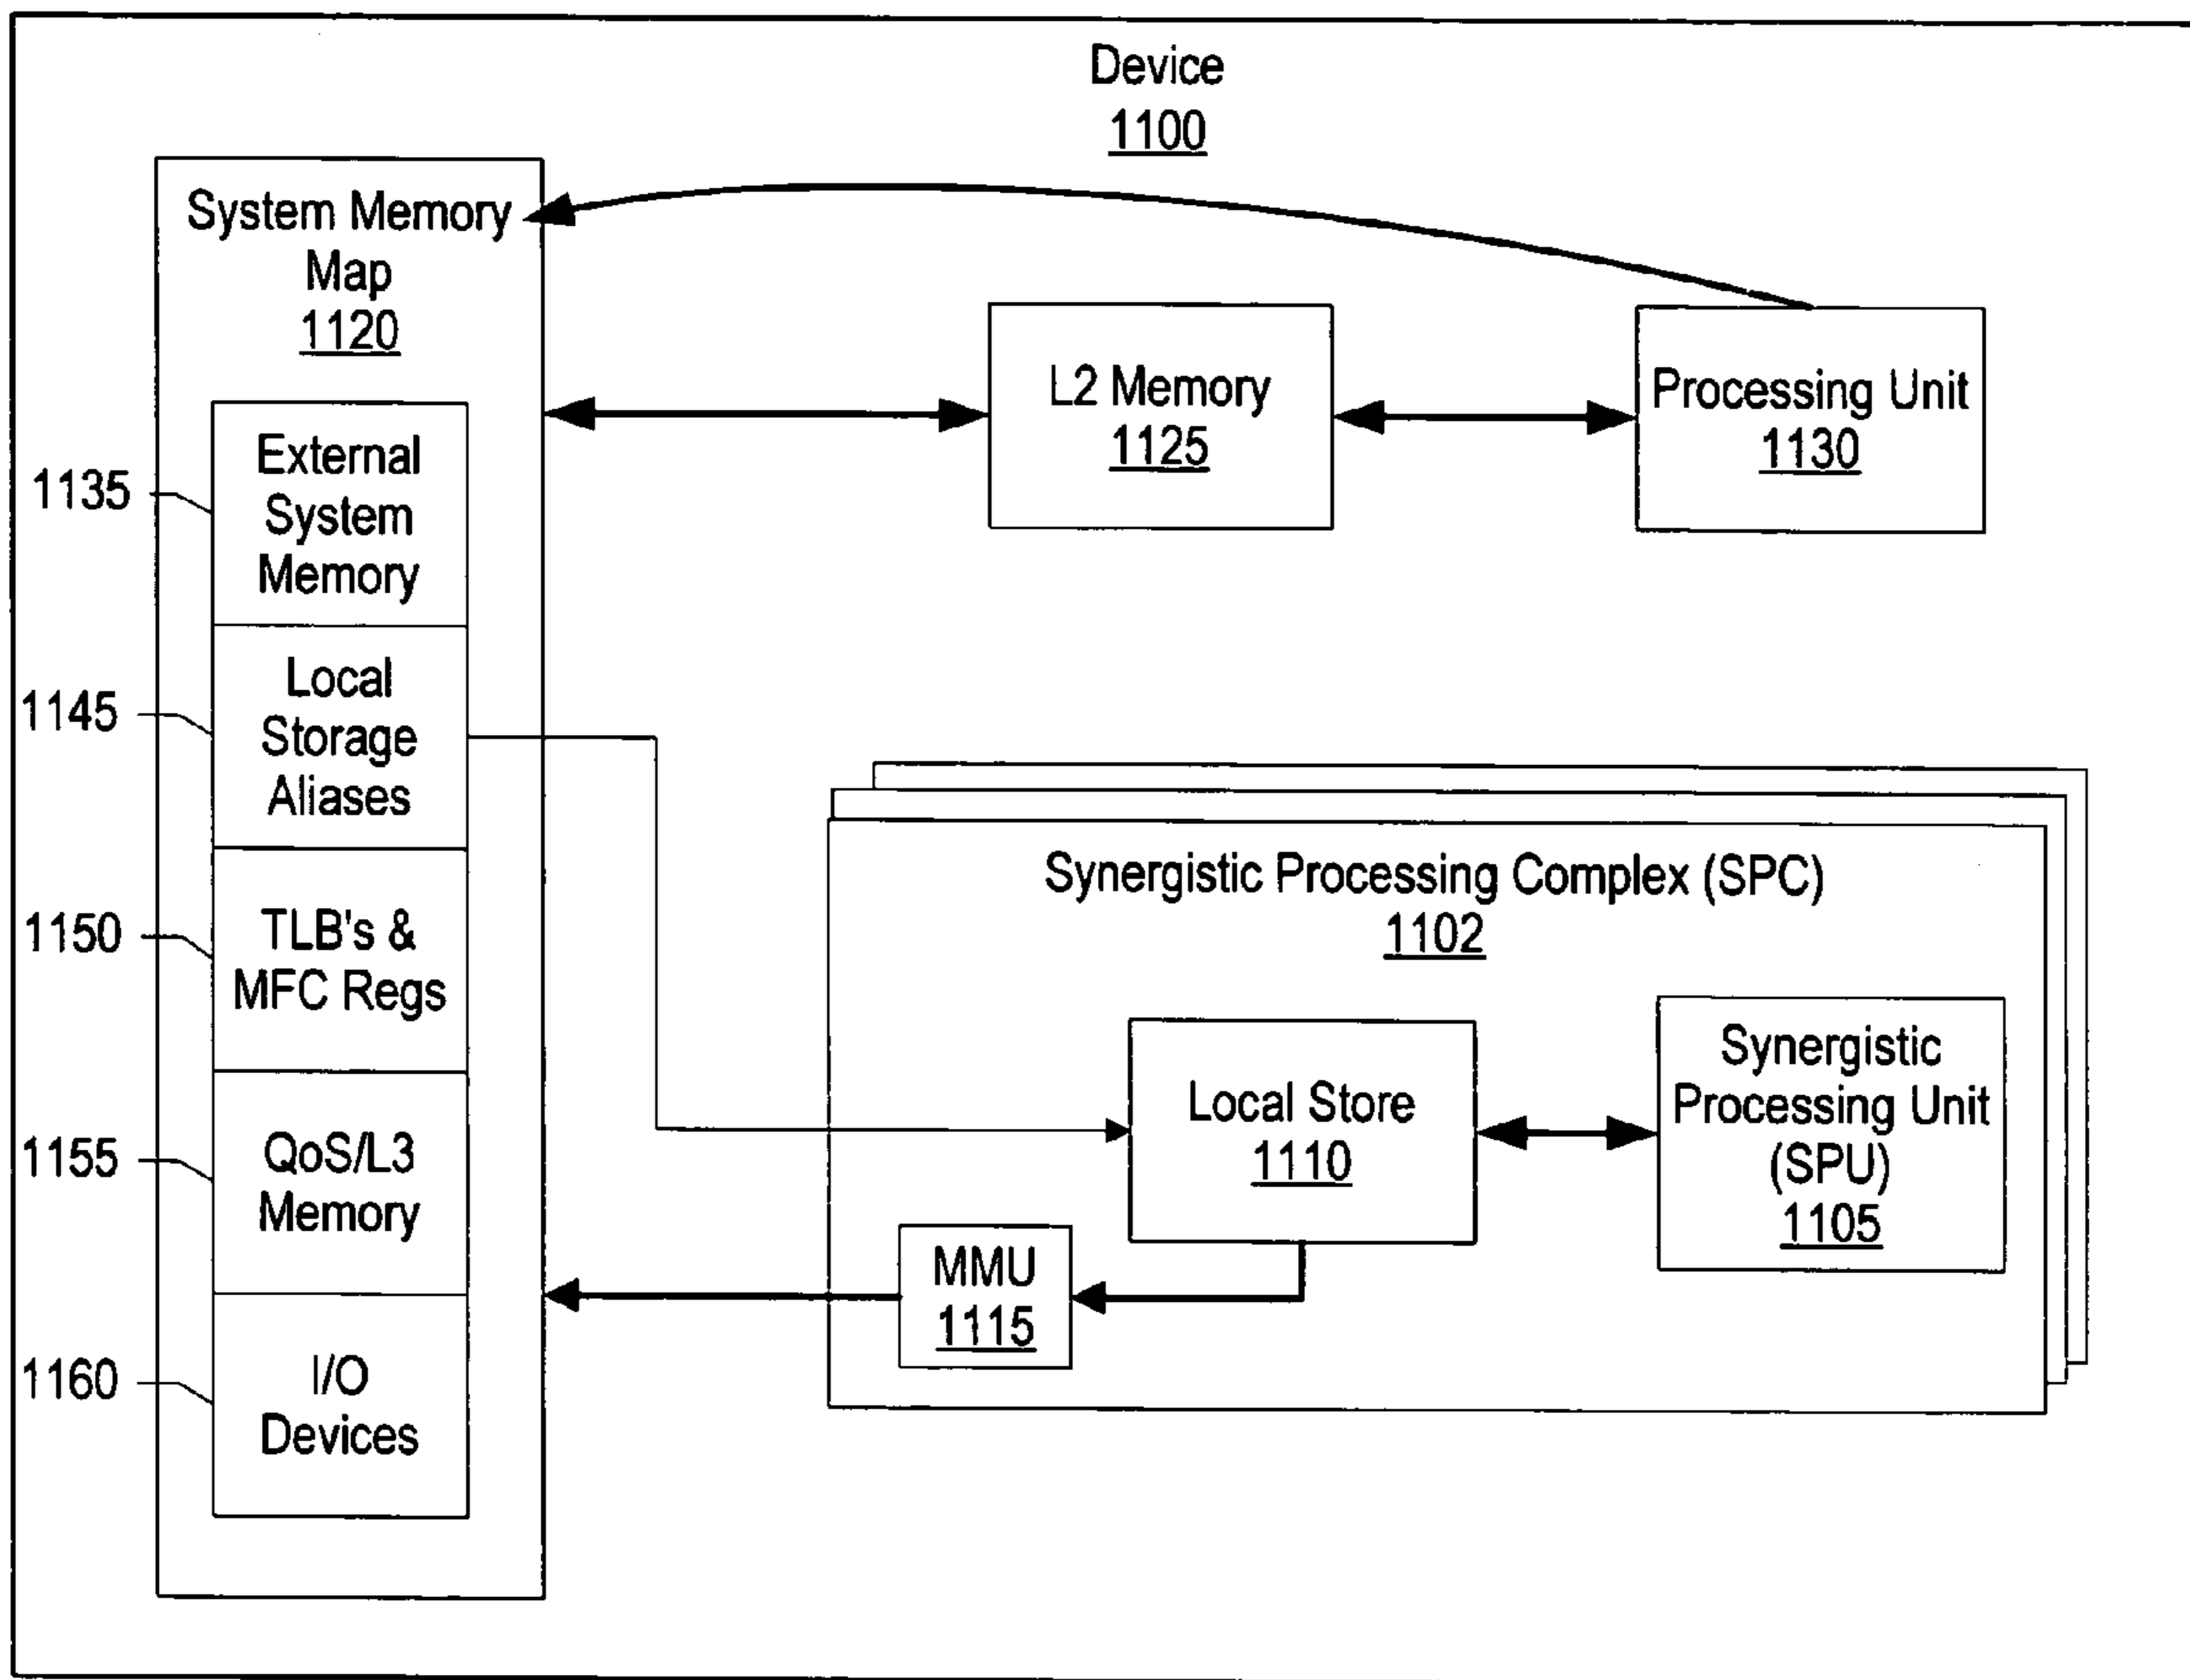 Device
1100
System Memory
Map
1120
L2 Memory
1125
Processing Unit
1130
1135
External
System
Memory
1145
Local
Storage
Aliases
1150
TLB's &
MFC Regs
1155
QoS/L3
Memory
1160
I/O
Devices
Synergistic Processing Complex (SPC)
1102
Local Store
1110
Synergistic
Processing Unit
(SPU)
1105
MMU
1115